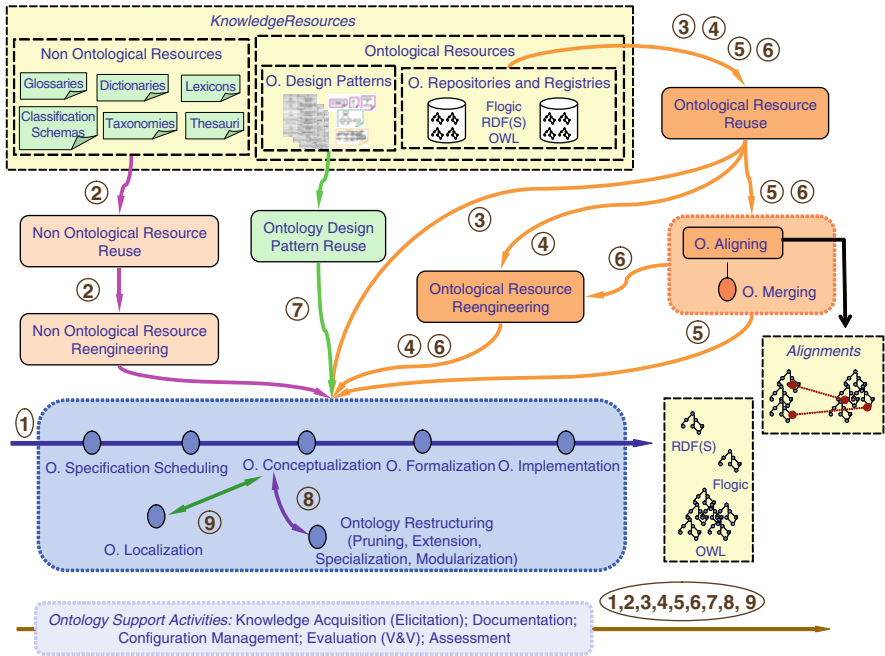 KnowledgeResources
Non Ontological Resources
Glossaries
Dictionaries
Lexicons
Classification
Schemas
Taxonomies
Thesauri
Ontological Resources
O. Design Patterns
O. Repositories and Registries
Flogic
RDF(S)
OWL
3 4
5 6
Ontological Resource
Reuse
2
Non Ontological Resource
Reuse
2
Non Ontological Resource
Reengineering
Ontology Design
Pattern Reuse
7
3
4
5 6
O. Aligning
O. Merging
6
Ontological Resource
Reengineering
4 6
5
Alignments
1
O. Specification Scheduling
O. Conceptualization
O. Formalization
O. Implementation
9
8
O. Localization
Ontology Restructuring
(Pruning, Extension,
Specialization, Modularization)
RDF(S)
Flogic
OWL
1,2,3,4,5,6,7,8, 9
Ontology Support Activities: Knowledge Acquisition (Elicitation); Documentation;
Configuration Management; Evaluation (V&V); Assessment